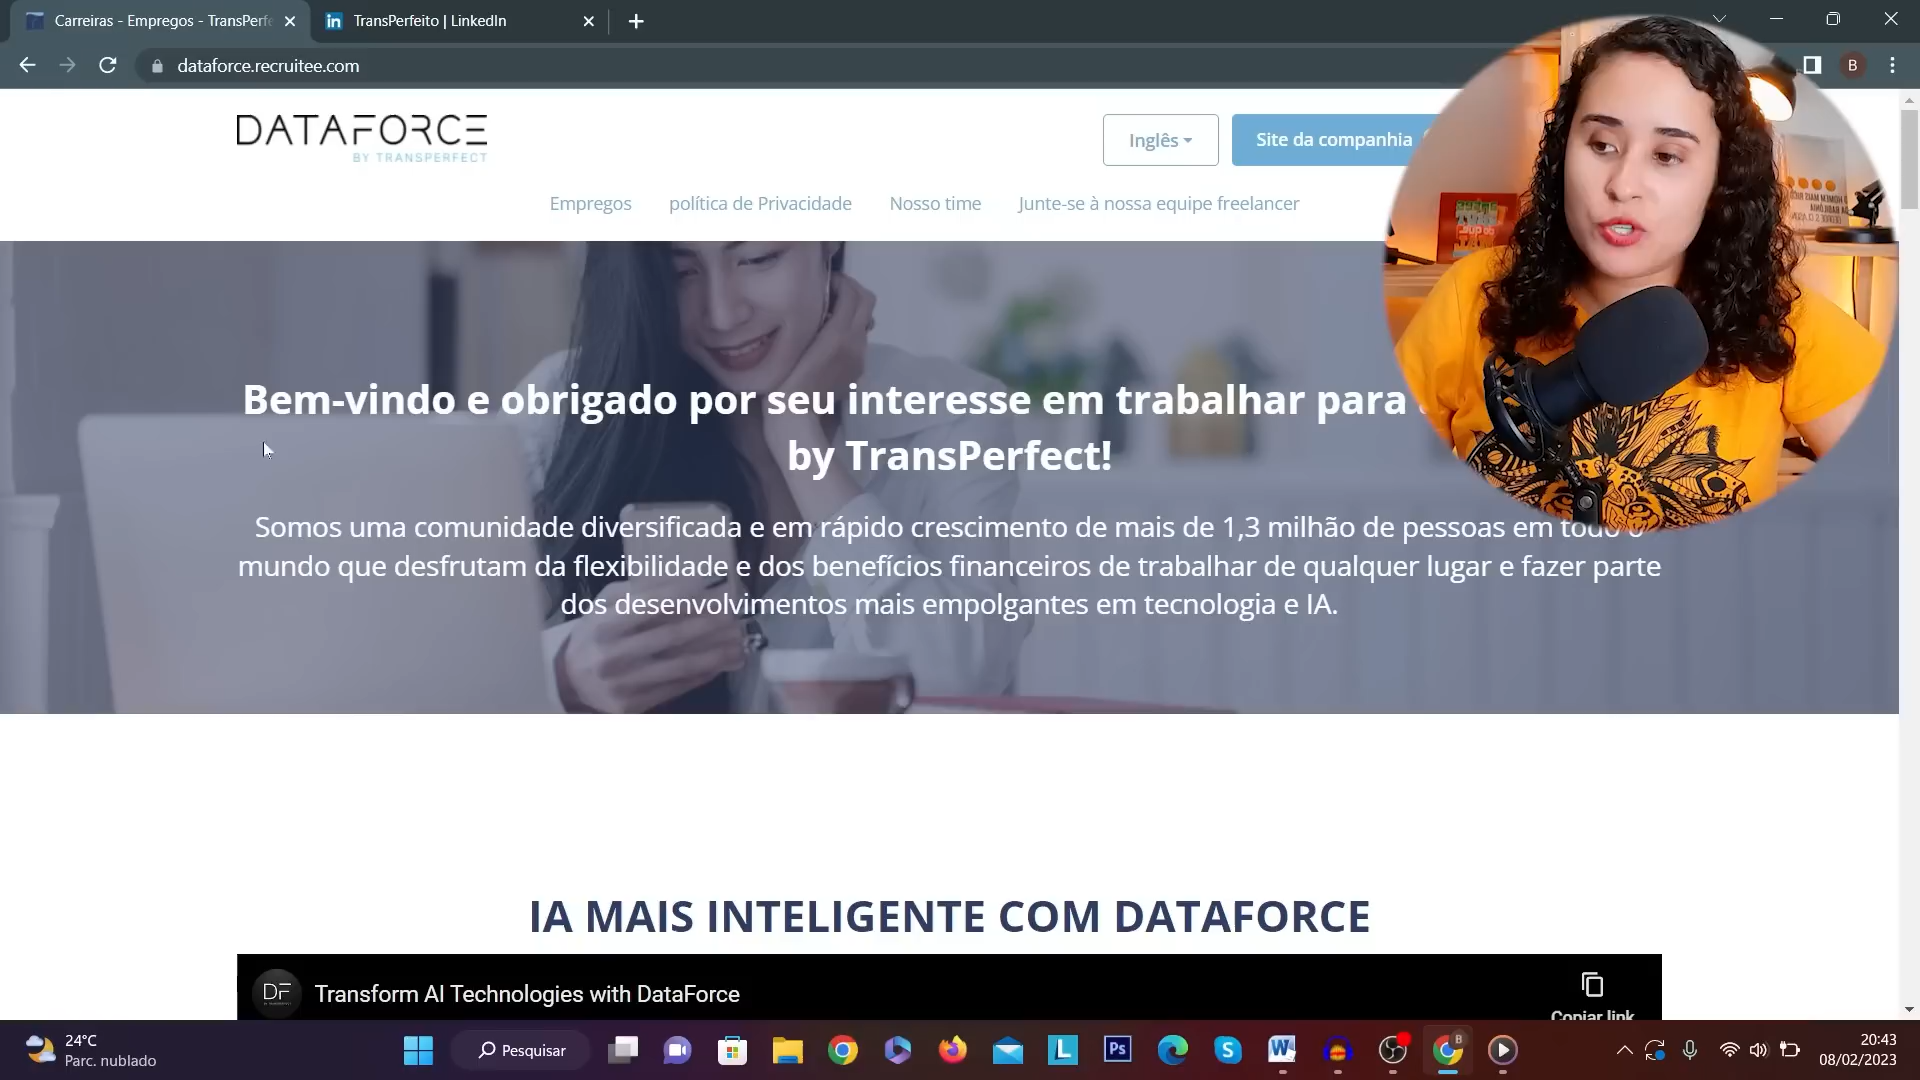 Carreiras - Empregos - TransPerfe
TransPerfeito | LinkedIn
dataforce.recruitee.com
B
DATAFORCE
BY TRANSPERFECT
Inglês
Site da companhia
Empregos
política de Privacidade
Nosso time
Junte-se à nossa equipe freelancer
Bem-vindo e obrigado por seu interesse em trabalhar para
by TransPerfect!
Somos uma comunidade diversificada e em rápido crescimento de mais de 1,3 milhão de pessoas em todo o
mundo que desfrutam da flexibilidade e dos benefícios financeiros de trabalhar de qualquer lugar e fazer parte
dos desenvolvimentos mais empolgantes em tecnologia e IA.
IA MAIS INTELIGENTE COM DATAFORCE
DF
Transform AI Technologies with DataForce
Copiar link
24°C
Parc. nublado
Pesquisar
L
Ps
S
W
B
20:43
08/02/2023